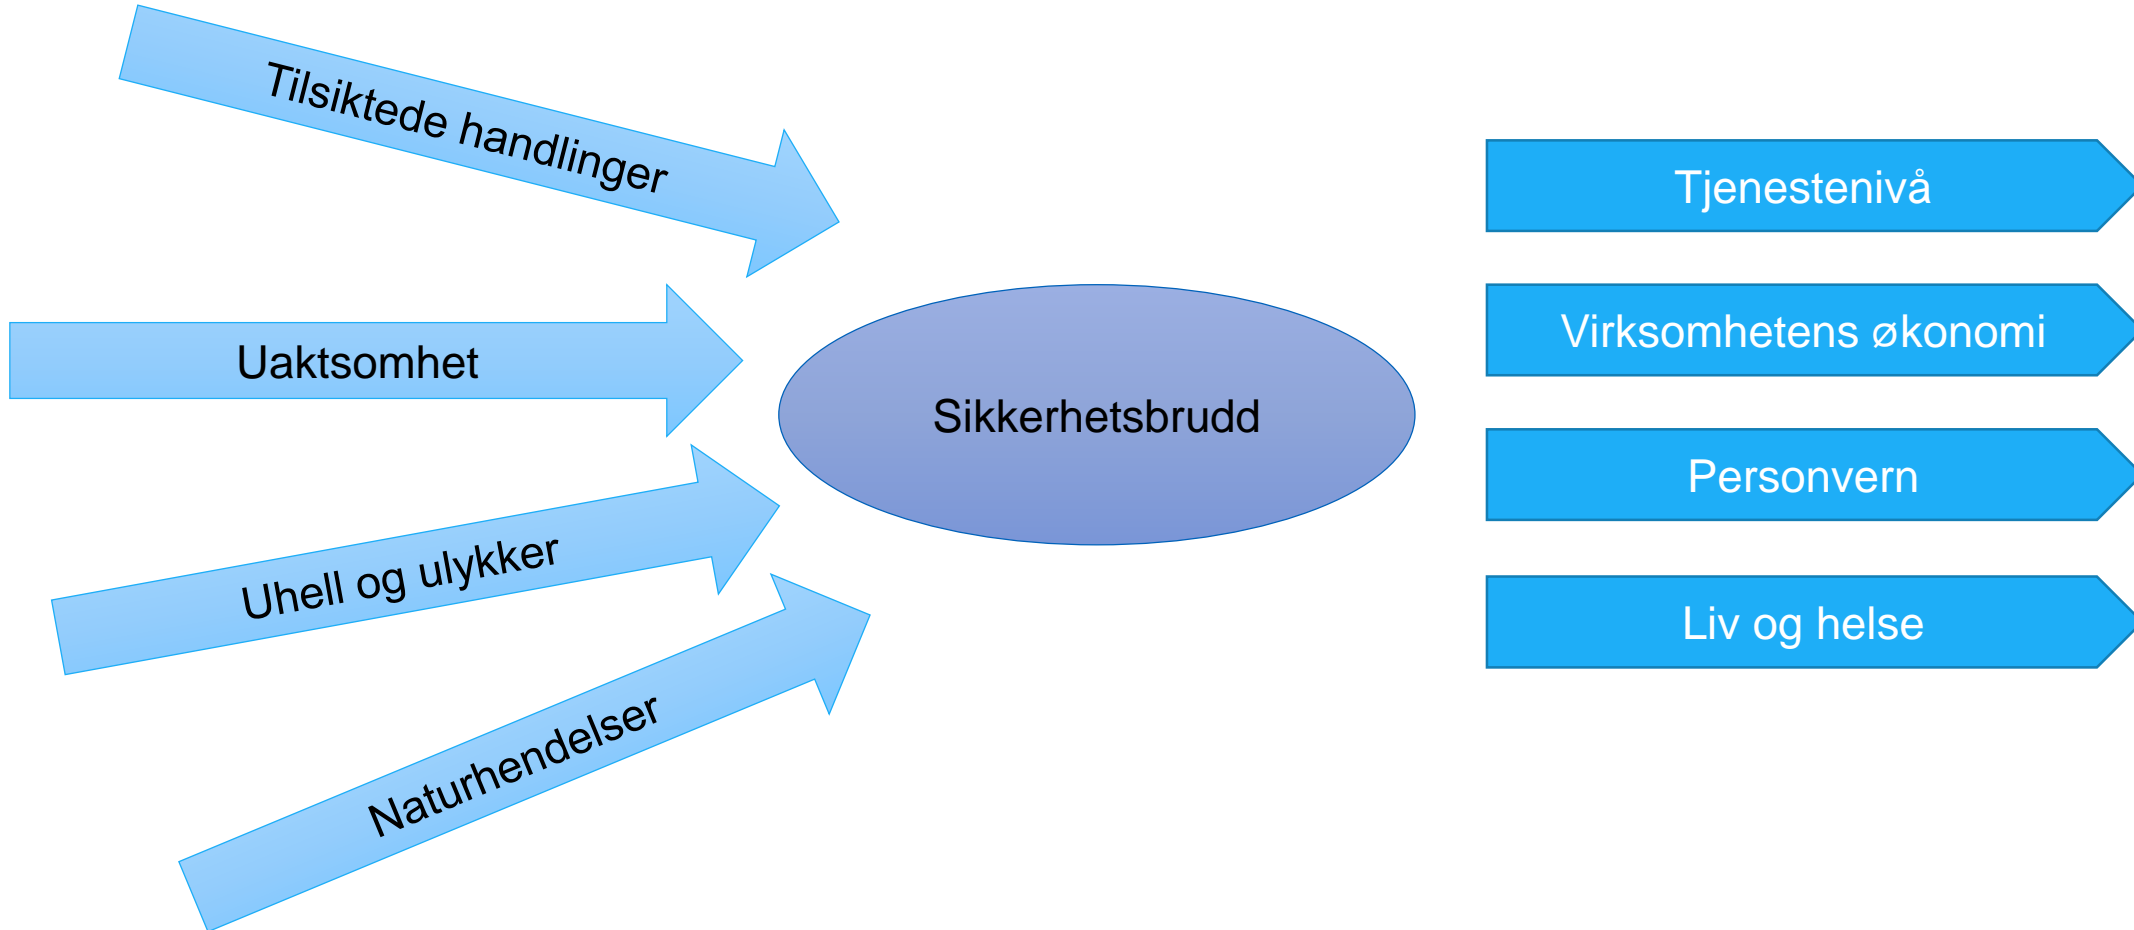 Tilsiktede handlinger
Uaktsomhet
Uhell og ulykker
Naturhendelser
Sikkerhetsbrudd
Tjenestenivå
Virksomhetens økonomi
Personvern
Liv og helse